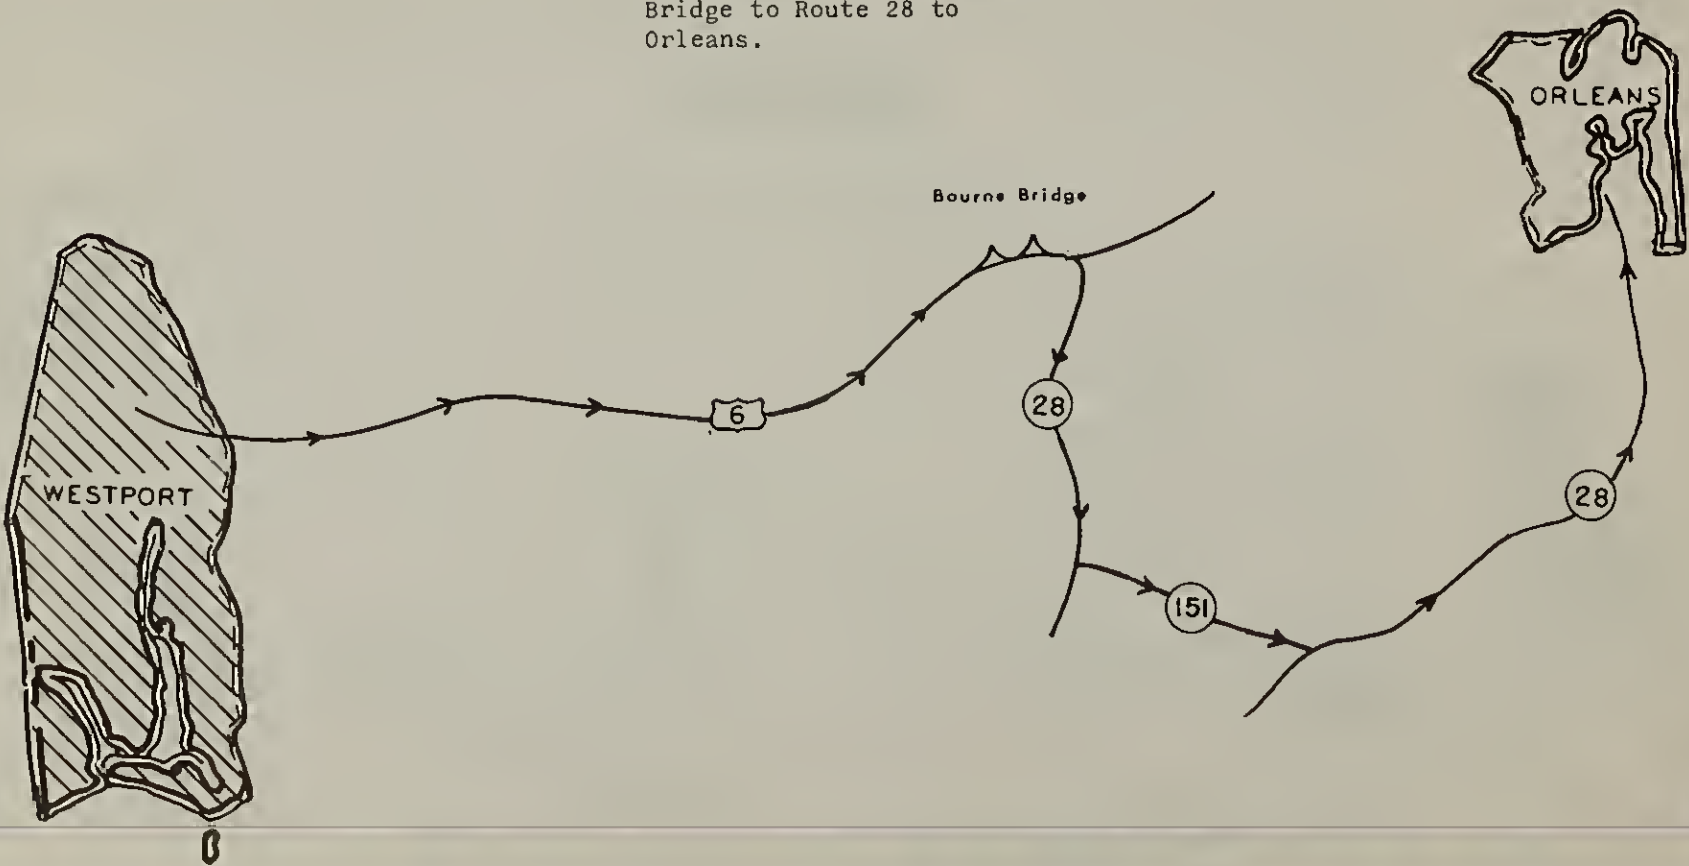 Bridge to Route 28 to
Orleans.
ORLEANS
Bourne Bridge
6
28
WESTPORT
28
151